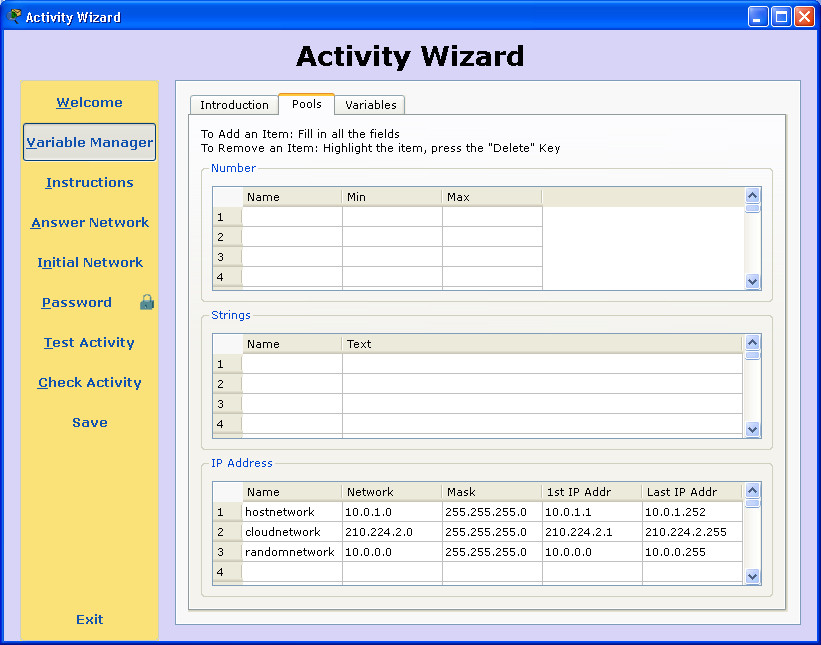 Activity Wizard
Activity Wizard
Welcome
Variable Manager
Instructions
Answer Network
Initial Network
Password
Test Activity
Check Activity
Save
Exit
Introduction Pools Variables
To Add an Item: Fill in all the fields
To Remove an Item: Highlight the item, press the "Delete" Key
Number
Name Min Max
1
2
3
4
Strings
Name Text
1
2
3
4
IP Address
Name Network Mask 1st IP Addr Last IP Addr
1 hostnetwork 10.0.1.0 255.255.255.0 10.0.1.1 10.0.1.252
2 cloudnetwork 210.224.2.0 255.255.255.0 210.224.2.1 210.224.2.255
3 randomnetwork 10.0.0.0 255.255.255.0 10.0.0.0 10.0.0.255
4